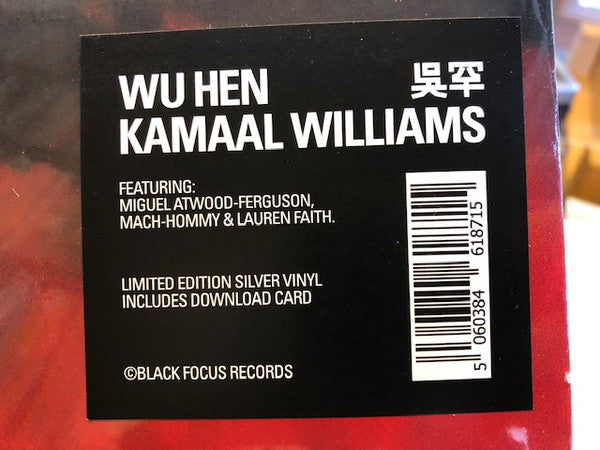 WU HEN 吳罕
KAMAAL WILLIAMS
FEATURING:
MIGUEL ATWOOD-FERGUSON,
MACH-HOMMY & LAUREN FAITH.
LIMITED EDITION SILVER VINYL
INCLUDES DOWNLOAD CARD
©BLACK FOCUS RECORDS
5 060384 618715